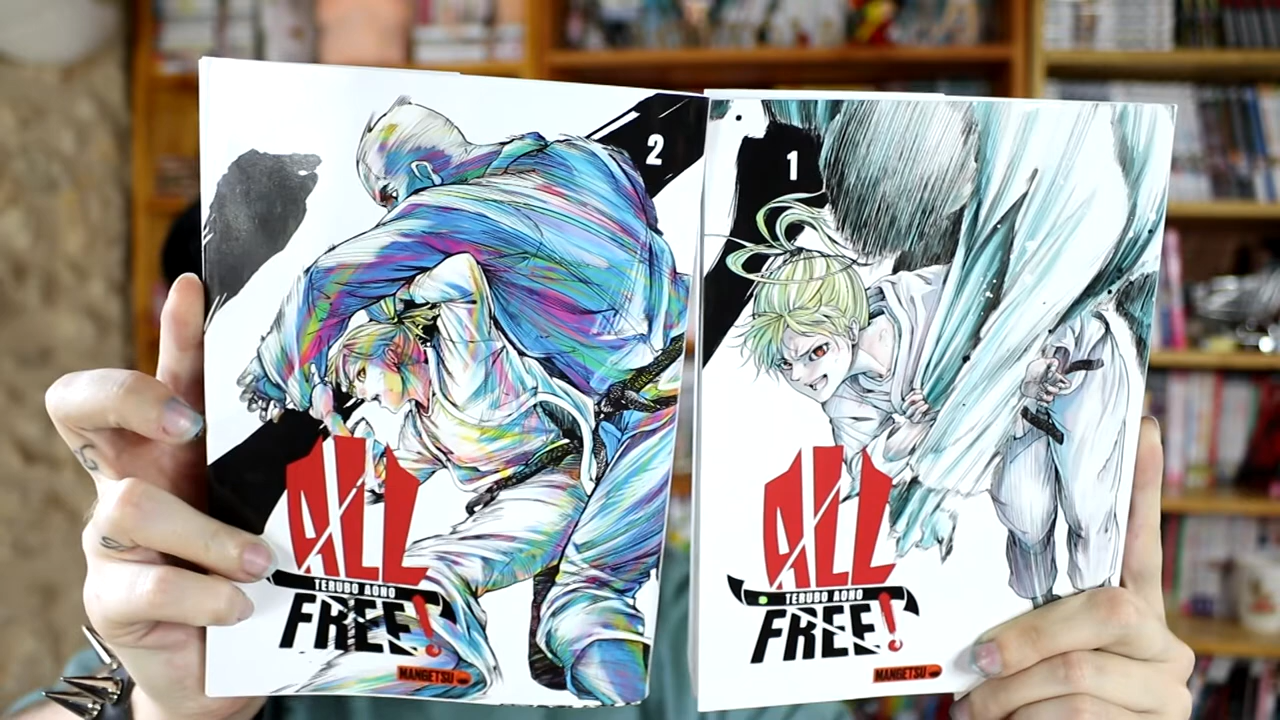 2
ALL
TERUBO AOHO
FREE!
MANGETSU
1
ALL
TERUBO AOHO
FREE!
MANGETSU